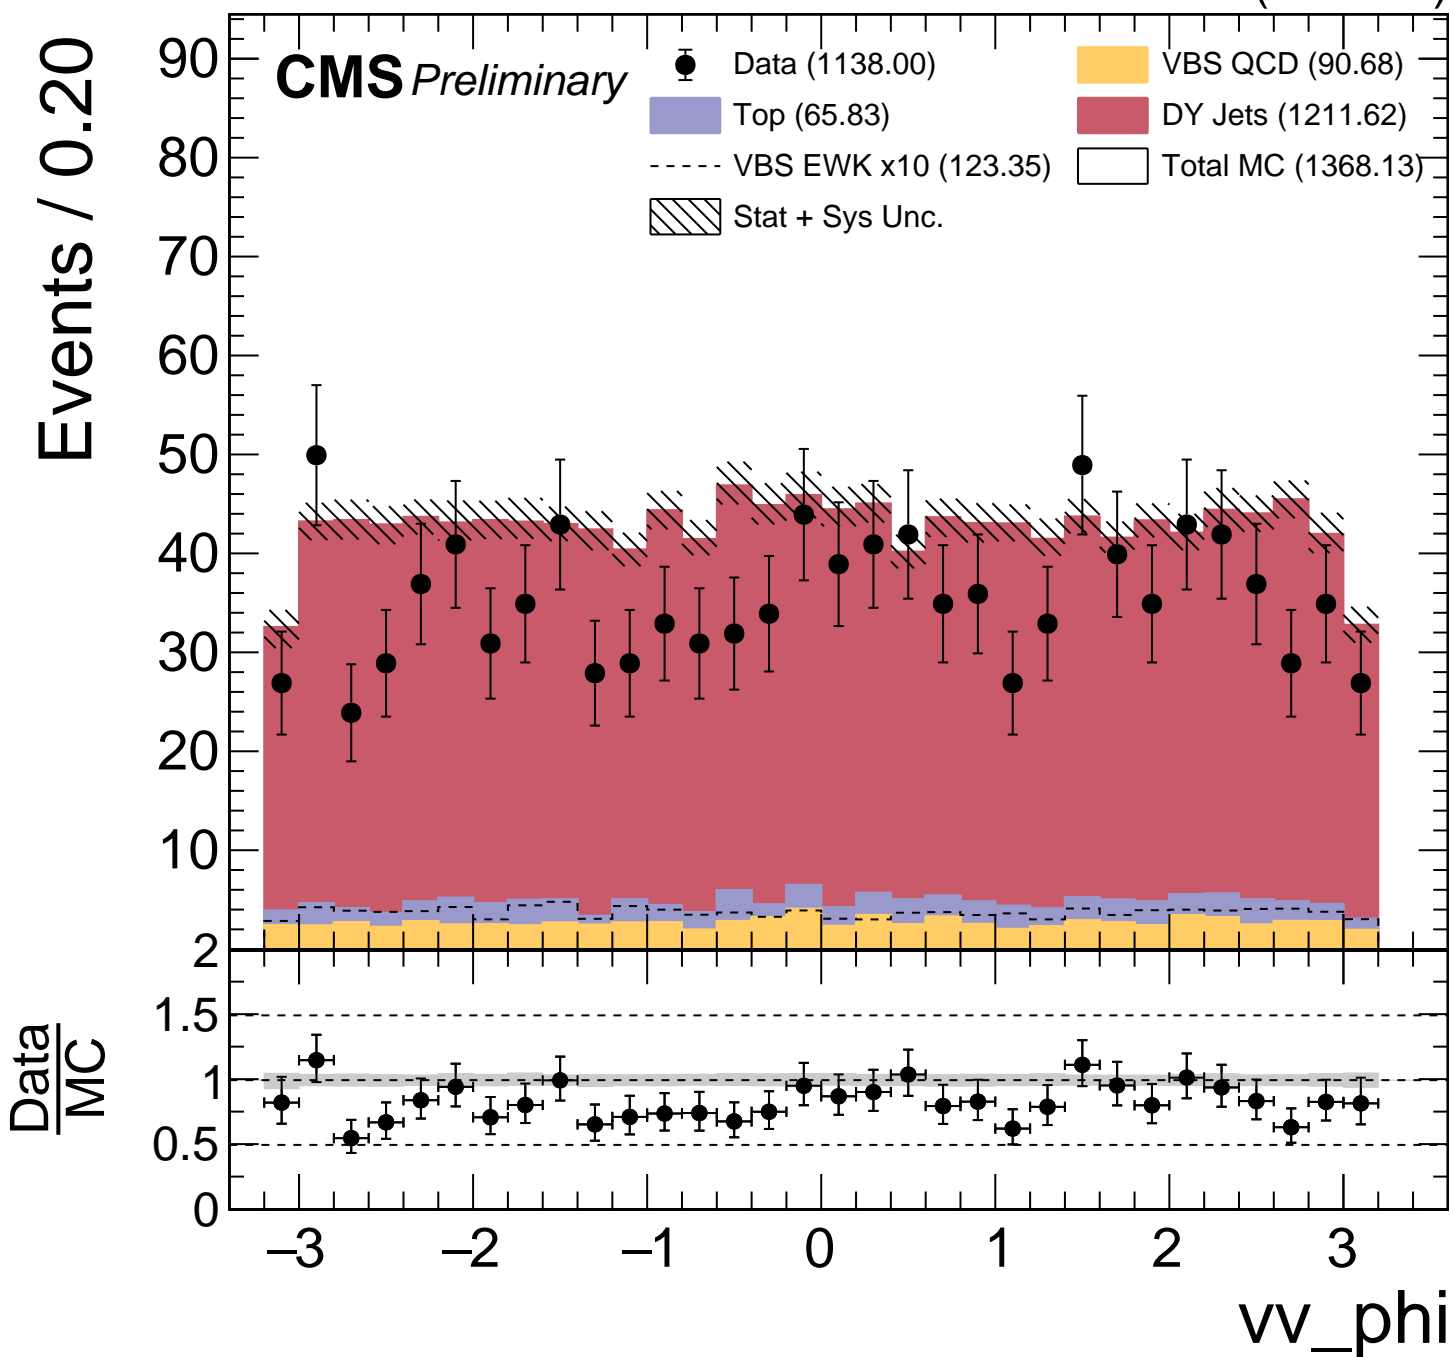 CMS Preliminary
Data (1138.00)
VBS QCD (90.68)
Top (65.83)
DY Jets (1211.62)
VBS EWK x10 (123.35)
Total MC (1368.13)
Stat + Sys Unc.
Events / 0.20
90
80
70
60
50
40
30
20
10
2
1.5
1
0.5
0
Data
MC
–3 –2 –1 0 1 2 3
vv_phi